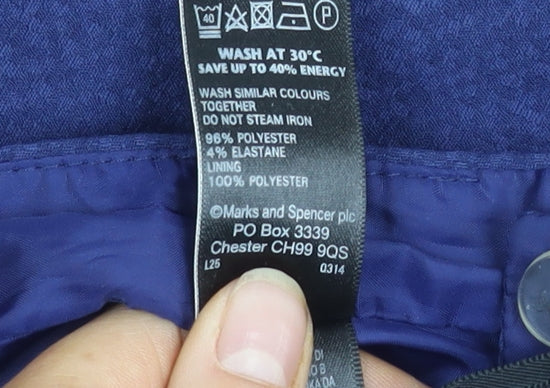 40 P
WASH AT 30°C
SAVE UP TO 40% ENERGY
WASH SIMILAR COLOURS
TOGETHER
DO NOT STEAM IRON
96% POLYESTER
4% ELASTANE
LINING
100% POLYESTER
©Marks and Spencer plc
PO Box 3339
Chester CH99 9QS
L25 0314